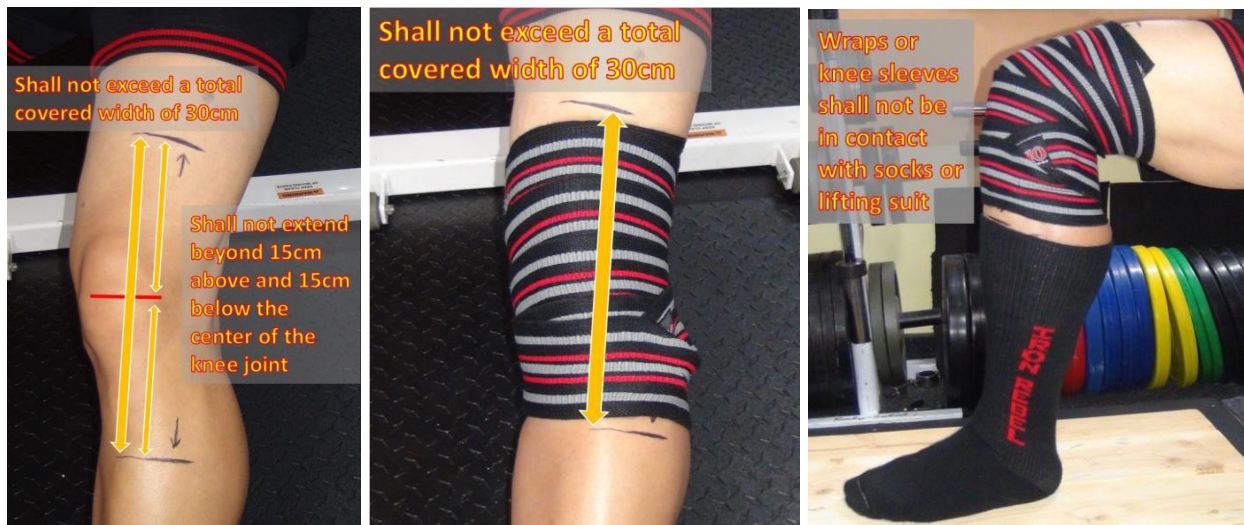 Shall not exceed a total
covered width of 30cm
Shall not extend
beyond 15cm
above and 15cm
below the
center of the
knee joint
Shall not exceed a total
covered width of 30cm
Wraps or
knee sleeves
shall not be
in contact
with socks or
lifting suit
IRON REBEL